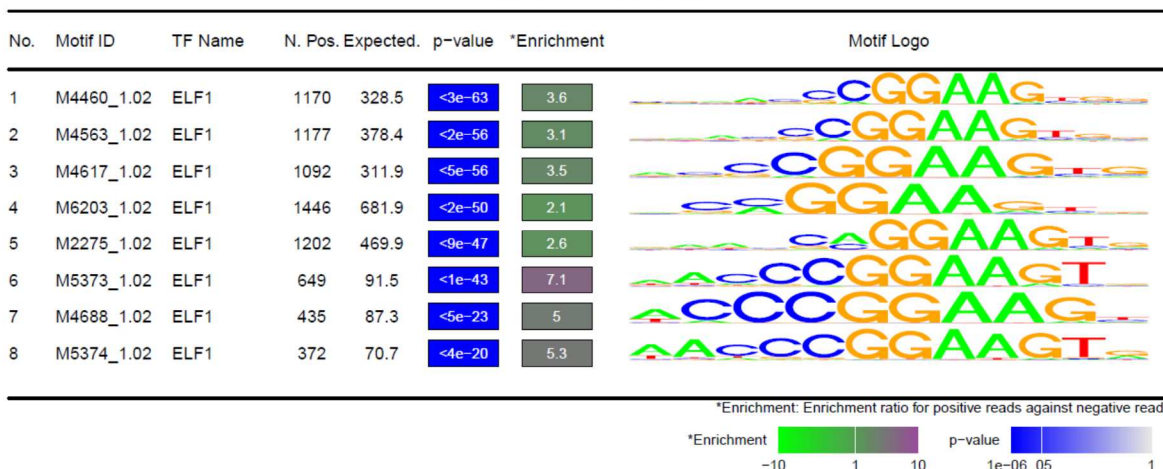 No. Motif ID TF Name N. Pos. Expected. p−value *Enrichment Motif Logo
1 M4460_1.02 ELF1 1170 328.5 <3e−63 3.6
2 M4563_1.02 ELF1 1177 378.4 <2e−56 3.1
3 M4617_1.02 ELF1 1092 311.9 <5e−56 3.5
4 M6203_1.02 ELF1 1446 681.9 <2e−50 2.1
5 M2275_1.02 ELF1 1202 469.9 <9e−47 2.6
6 M5373_1.02 ELF1 649 91.5 <1e−43 7.1
7 M4688_1.02 ELF1 435 87.3 <5e−23 5
8 M5374_1.02 ELF1 372 70.7 <4e−20 5.3
*Enrichment: Enrichment ratio for positive reads against negative read
*Enrichment p−value
−10 1 10 1e−06 05 1